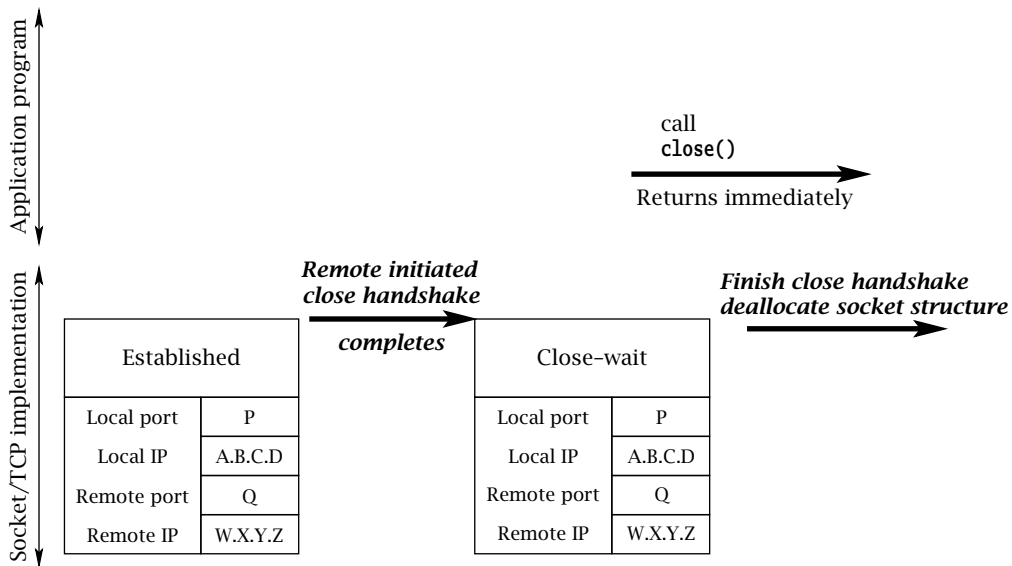 Application program
call
close()
Returns immediately
Socket/TCP implementation
Remote initiated
close handshake
completes
Finish close handshake
deallocate socket structure
Established
Local port P
Local IP A.B.C.D
Remote port Q
Remote IP W.X.Y.Z
Close-wait
Local port P
Local IP A.B.C.D
Remote port Q
Remote IP W.X.Y.Z